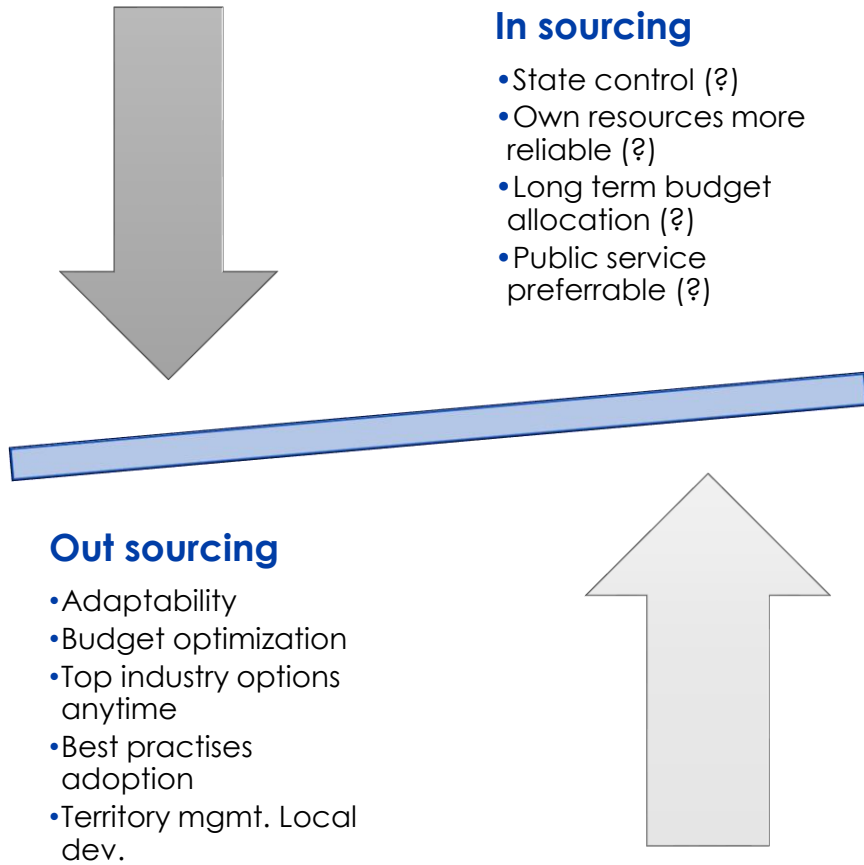 In sourcing
•State control (?)
•Own resources more
reliable (?)
•Long term budget
allocation (?)
•Public service
preferrable (?)
Out sourcing
•Adaptability
•Budget optimization
•Top industry options
anytime
•Best practises
adoption
•Territory mgmt. Local
dev.